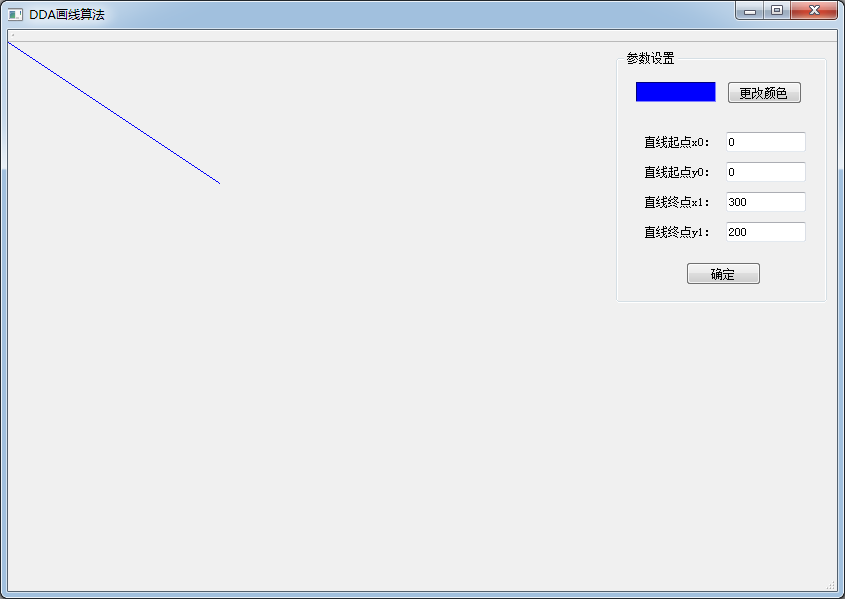 DDA画线算法
参数设置
更改颜色
直线起点x0: 0
直线起点y0: 0
直线终点x1: 300
直线终点y1: 200
确定